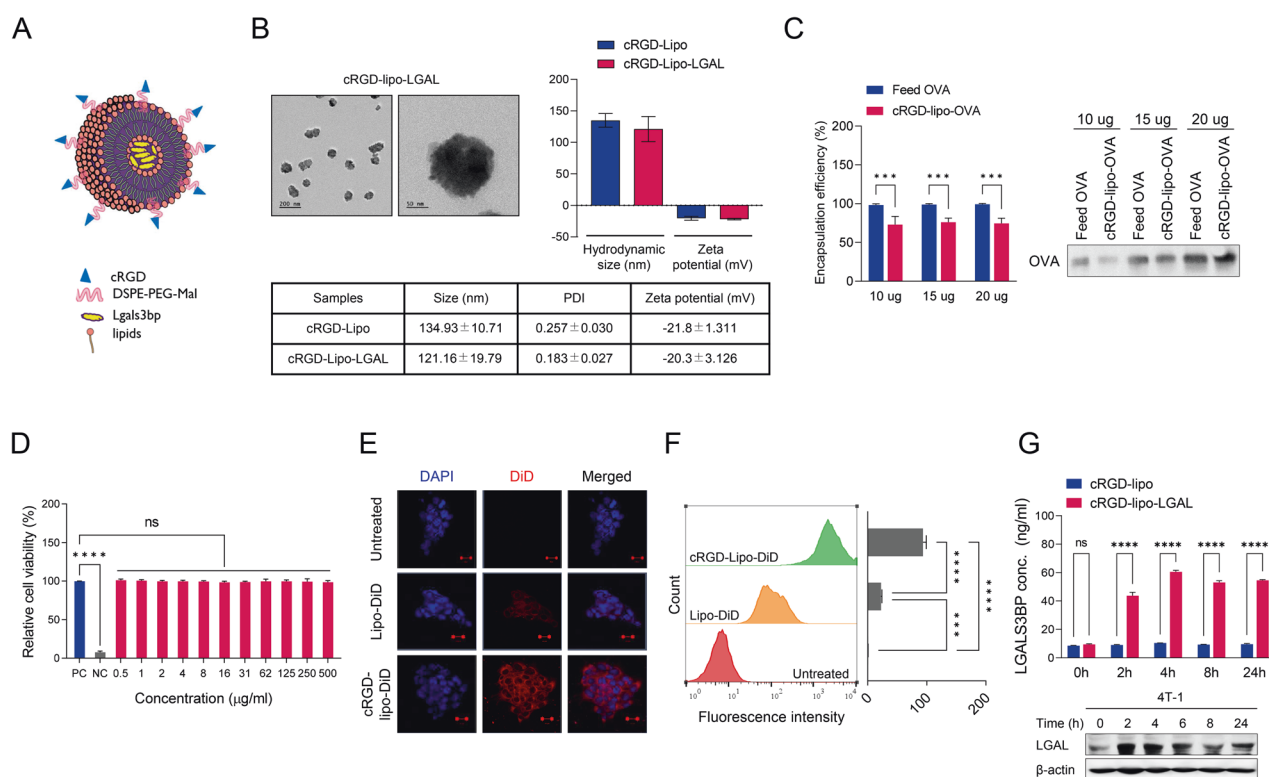 A
cRGD
DSPE-PEG-Mal
Lgals3bp
lipids
B
cRGD-lipo-LGAL
200 nm
50 nm
cRGD-Lipo
cRGD-Lipo-LGAL
200
150
100
50
0
-50
Hydrodynamic size (nm)
Zeta potential (mV)
Samples Size (nm) PDI Zeta potential (mV)
cRGD-Lipo 134.93±10.71 0.257±0.030 -21.8±1.311
cRGD-Lipo-LGAL 121.16±19.79 0.183±0.027 -20.3±3.126
C
Feed OVA
cRGD-lipo-OVA
Encapsulation efficiency (%)
200
150
100
50
0
*** *** ***
10 ug 15 ug 20 ug
10 ug 15 ug 20 ug
Feed OVA cRGD-lipo-OVA Feed OVA cRGD-lipo-OVA Feed OVA cRGD-lipo-OVA
OVA
D
Relative cell viability (%)
200
150
100
50
0
ns
****
PC NC 0.5 1 2 4 8 16 31 62 125 250 500
Concentration (μg/ml)
E
DAPI DiD Merged
Untreated
Lipo-DiD
cRGD-
lipo-DiD
F
Count
cRGD-Lipo-DiD
Lipo-DiD
Untreated
10⁰ 10¹ 10² 10³ 10⁴
Fluorescence intensity
**** *** ****
0 100 200
G
cRGD-lipo
cRGD-lipo-LGAL
LGALS3BP conc. (ng/ml)
100
80
60
40
20
0
ns **** **** **** ****
0h 2h 4h 8h 24h
4T-1
Time (h) 0 2 4 6 8 24
LGAL
β-actin